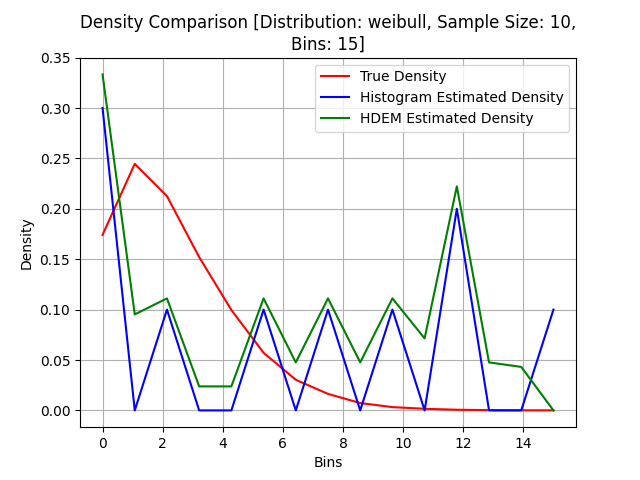 Density Comparison [Distribution: weibull, Sample Size: 10,
Bins: 15]
True Density
Histogram Estimated Density
HDEM Estimated Density
Density
0.35
0.30
0.25
0.20
0.15
0.10
0.05
0.00
0 2 4 6 8 10 12 14
Bins